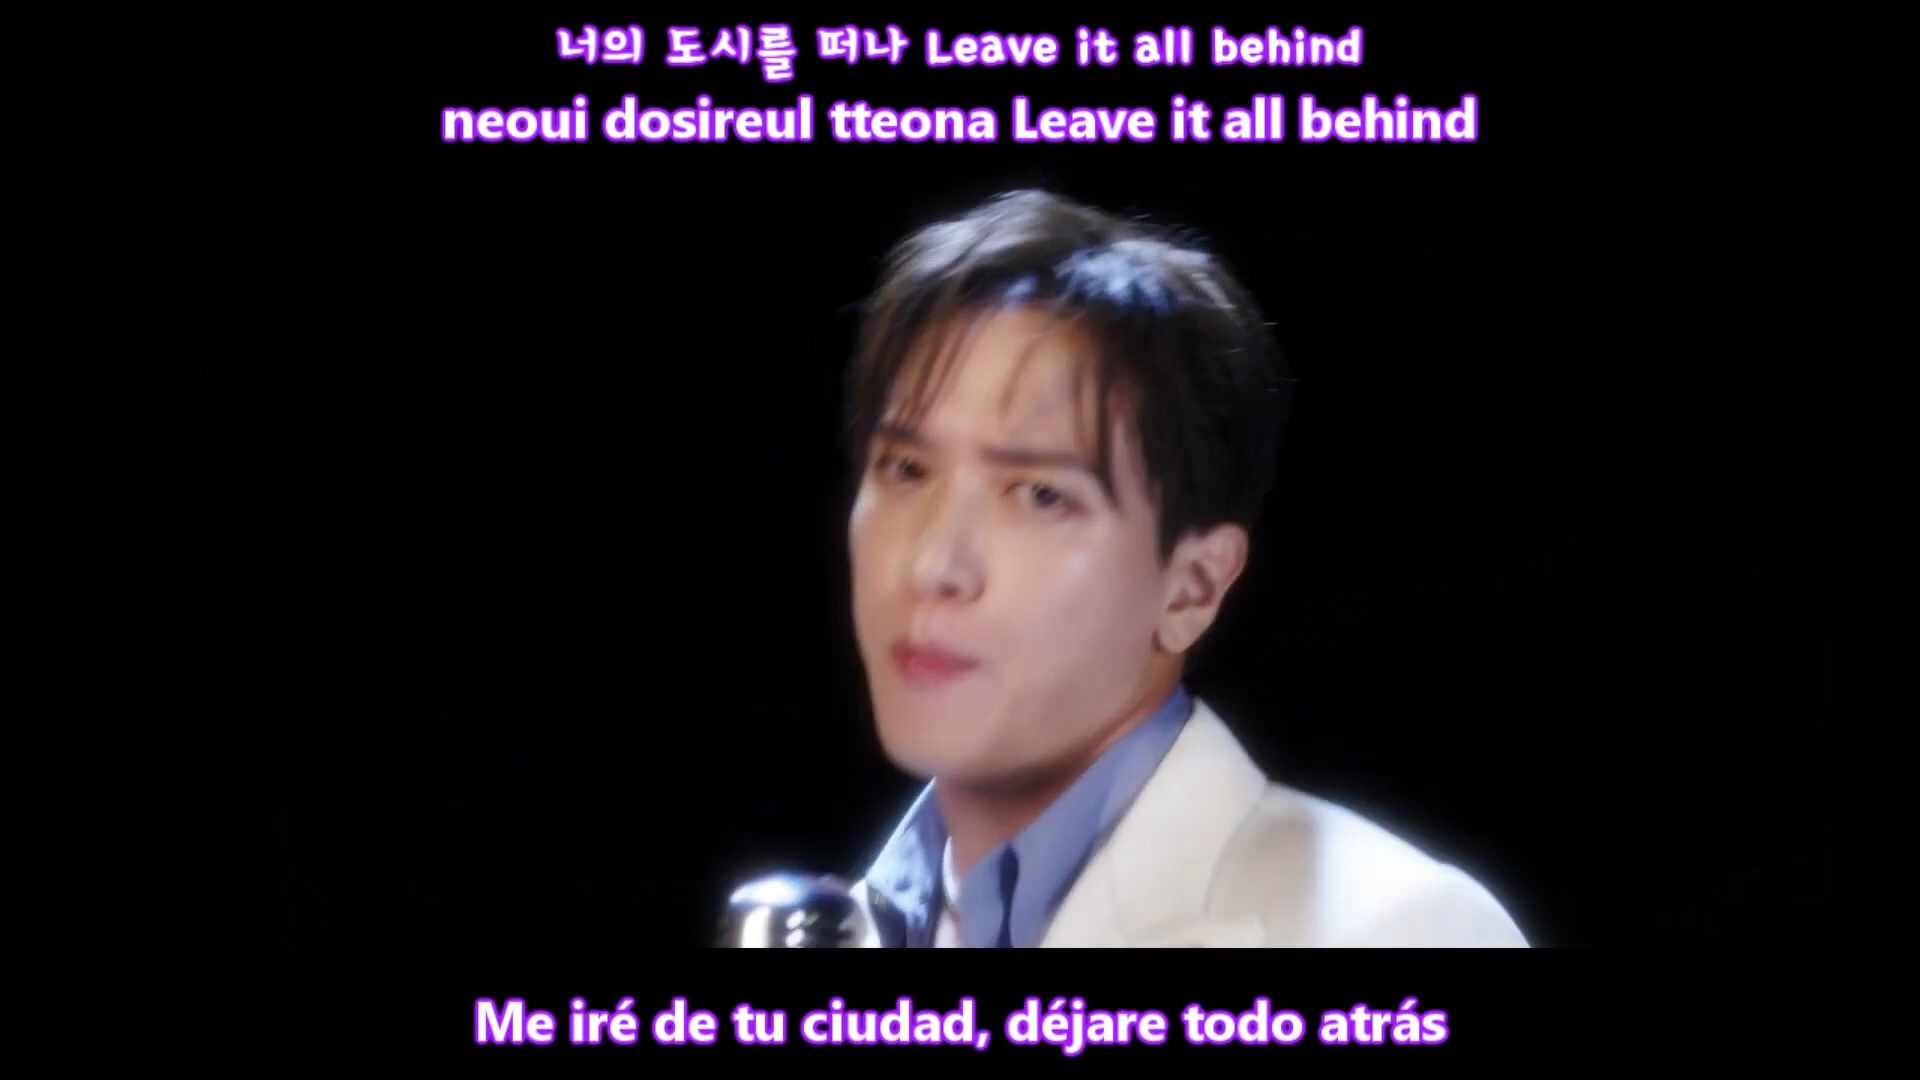 너의 도시를 떠나 Leave it all behind
neoui dosireul tteona Leave it all behind
Me iré de tu ciudad, déjare todo atrás